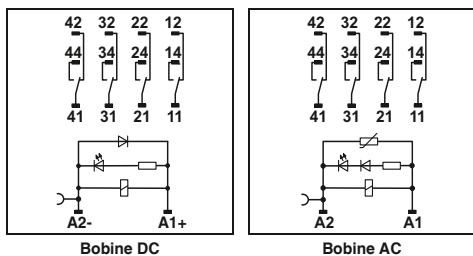 42 32 22 12 42 32 22 12
44 34 24 14 44 34 24 14
41 31 21 11 41 31 21 11
A2- A1+ A2 A1
Bobine DC Bobine AC